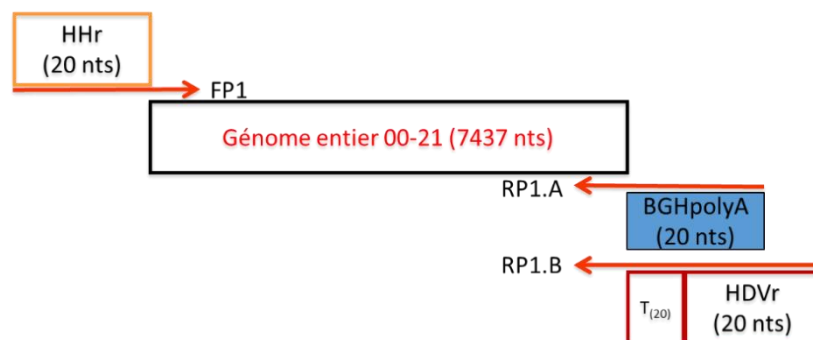 HHr
(20 nts)
FP1
Génome entier 00-21 (7437 nts)
RP1.A
BGHpolyA
(20 nts)
RP1.B
T(20)
HDVr
(20 nts)